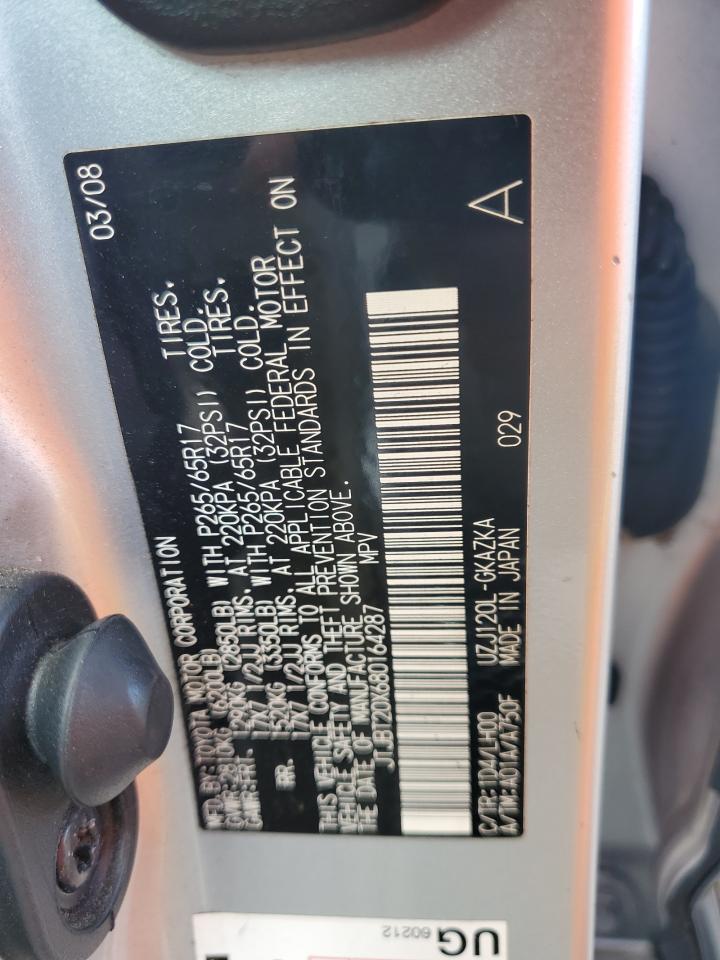 MFD BY:TOYOTA MOTOR CORPORATION 03/08
GVWR: 2810KG (6200LB)
GAWR:FRT. 1290KG (2850LB) WITH P265/65R17 TIRES.
17X7 1/2JJ RIMS. AT 220KPA (32PSI) COLD.
RR. 1520KG (3350LB) WITH P265/65R17 TIRES.
17X7 1/2JJ RIMS. AT 220KPA (32PSI) COLD.
THIS VEHICLE CONFORMS TO ALL APPLICABLE FEDERAL MOTOR
VEHICLE SAFETY AND THEFT PREVENTION STANDARDS IN EFFECT ON
THE DATE OF MANUFACTURE SHOWN ABOVE.
JTJBT20X680164287 MPV
C/TR:1D4/LH00 UZJ120L-GKAZKA 029 A
A/TM:A01A/A750F MADE IN JAPAN
UG
60212